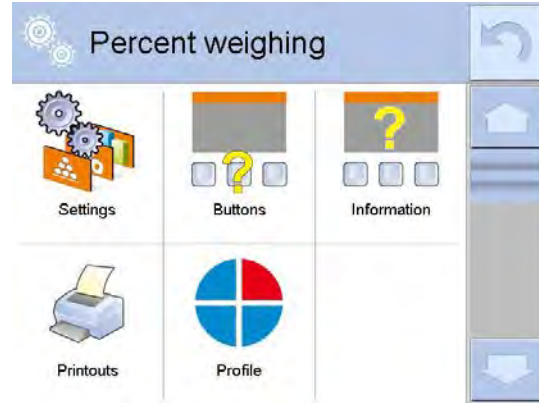 Percent weighing
Settings
Buttons
Information
Printouts
Profile